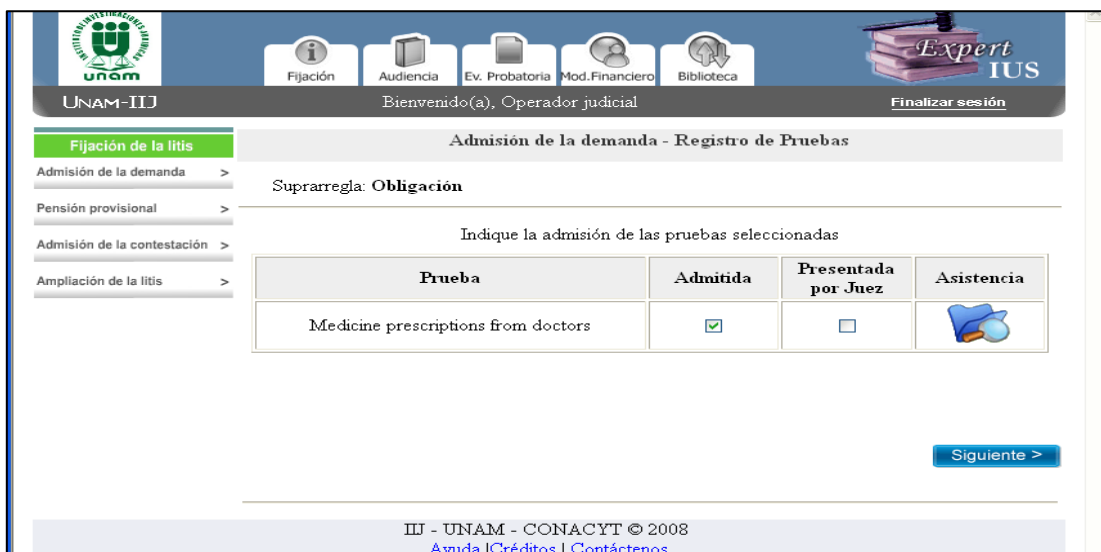 unam
Fijación
Audiencia
Ev. Probatoria
Mod.Financiero
Biblioteca
Expert
IUS
UNAM-IIJ
Bienvenido(a), Operador judicial
Finalizar sesión
Fijación de la litis
Admisión de la demanda >
Pensión provisional >
Admisión de la contestación >
Ampliación de la litis >
Admisión de la demanda - Registro de Pruebas
Suprarregla: Obligación
Indique la admisión de las pruebas seleccionadas
Prueba
Admitida
Presentada
por Juez
Asistencia
Medicine prescriptions from doctors
Siguiente >
IIJ - UNAM - CONACYT © 2008
Ayuda |Créditos | Contáctenos